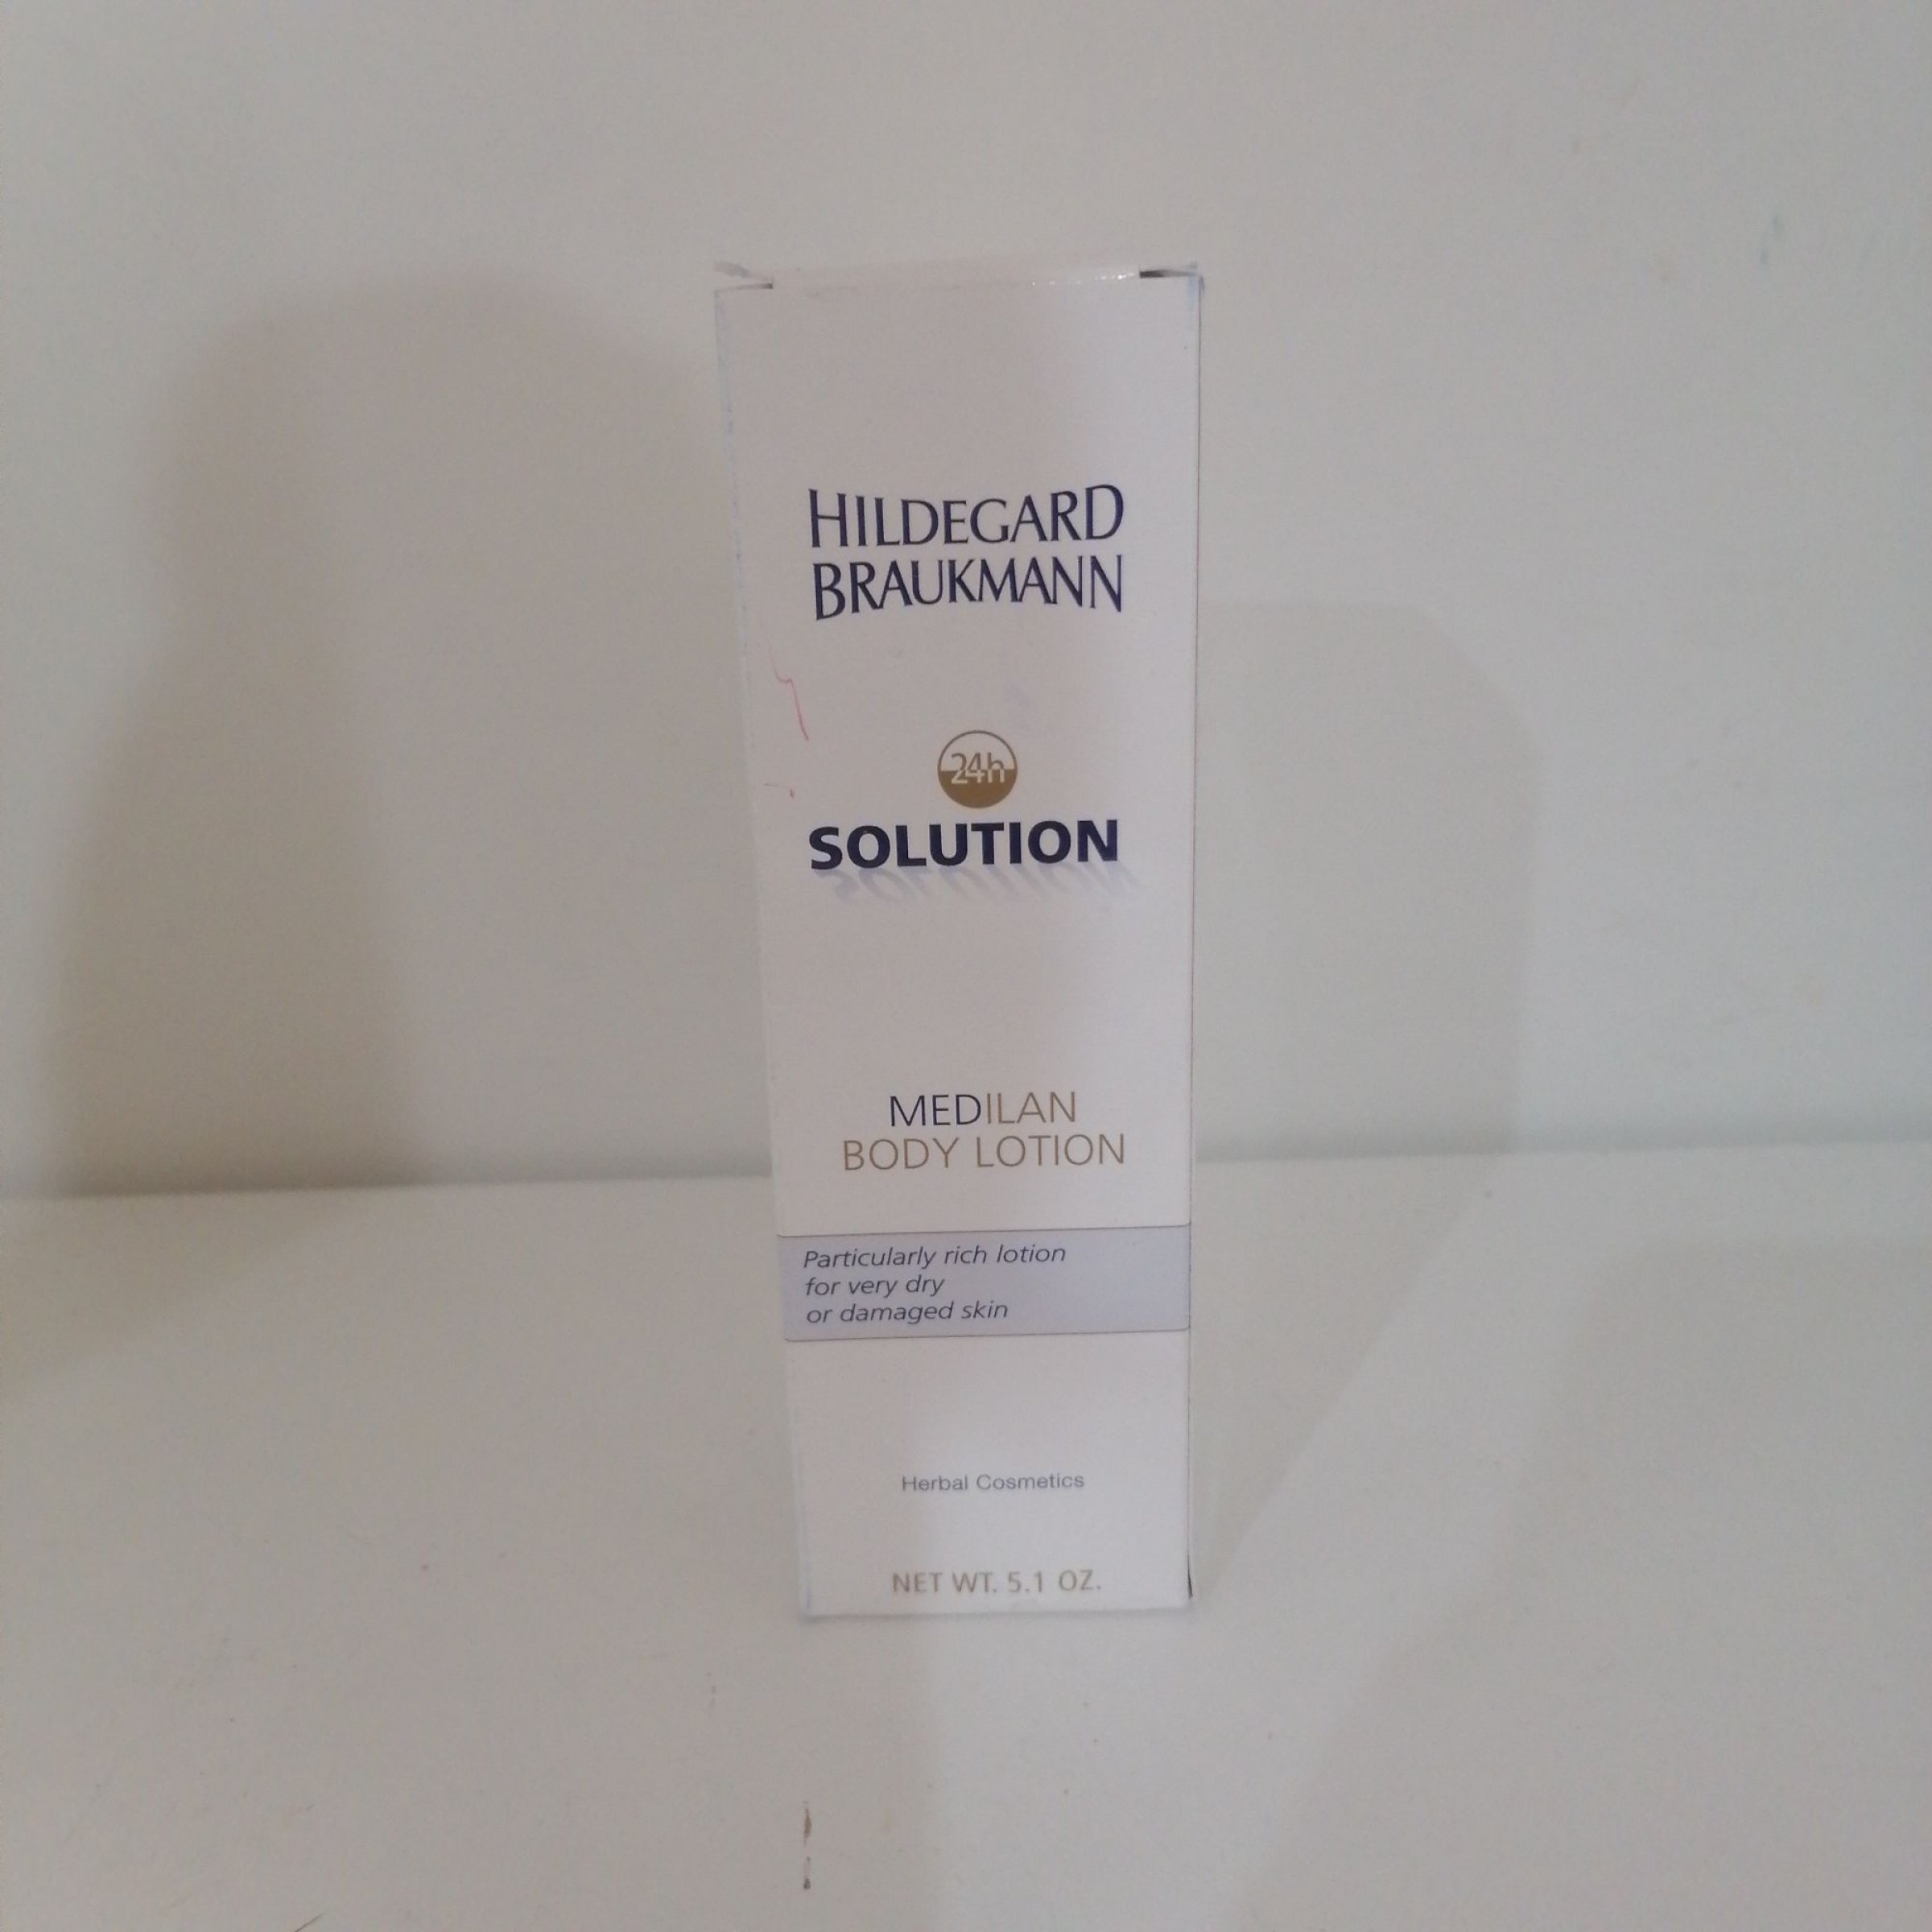 HILDEGARD
BRAUKMANN
24h
SOLUTION
MEDILAN
BODY LOTION
Particularly rich lotion
for very dry
or damaged skin
Herbal Cosmetics
NET WT. 5.1 OZ.